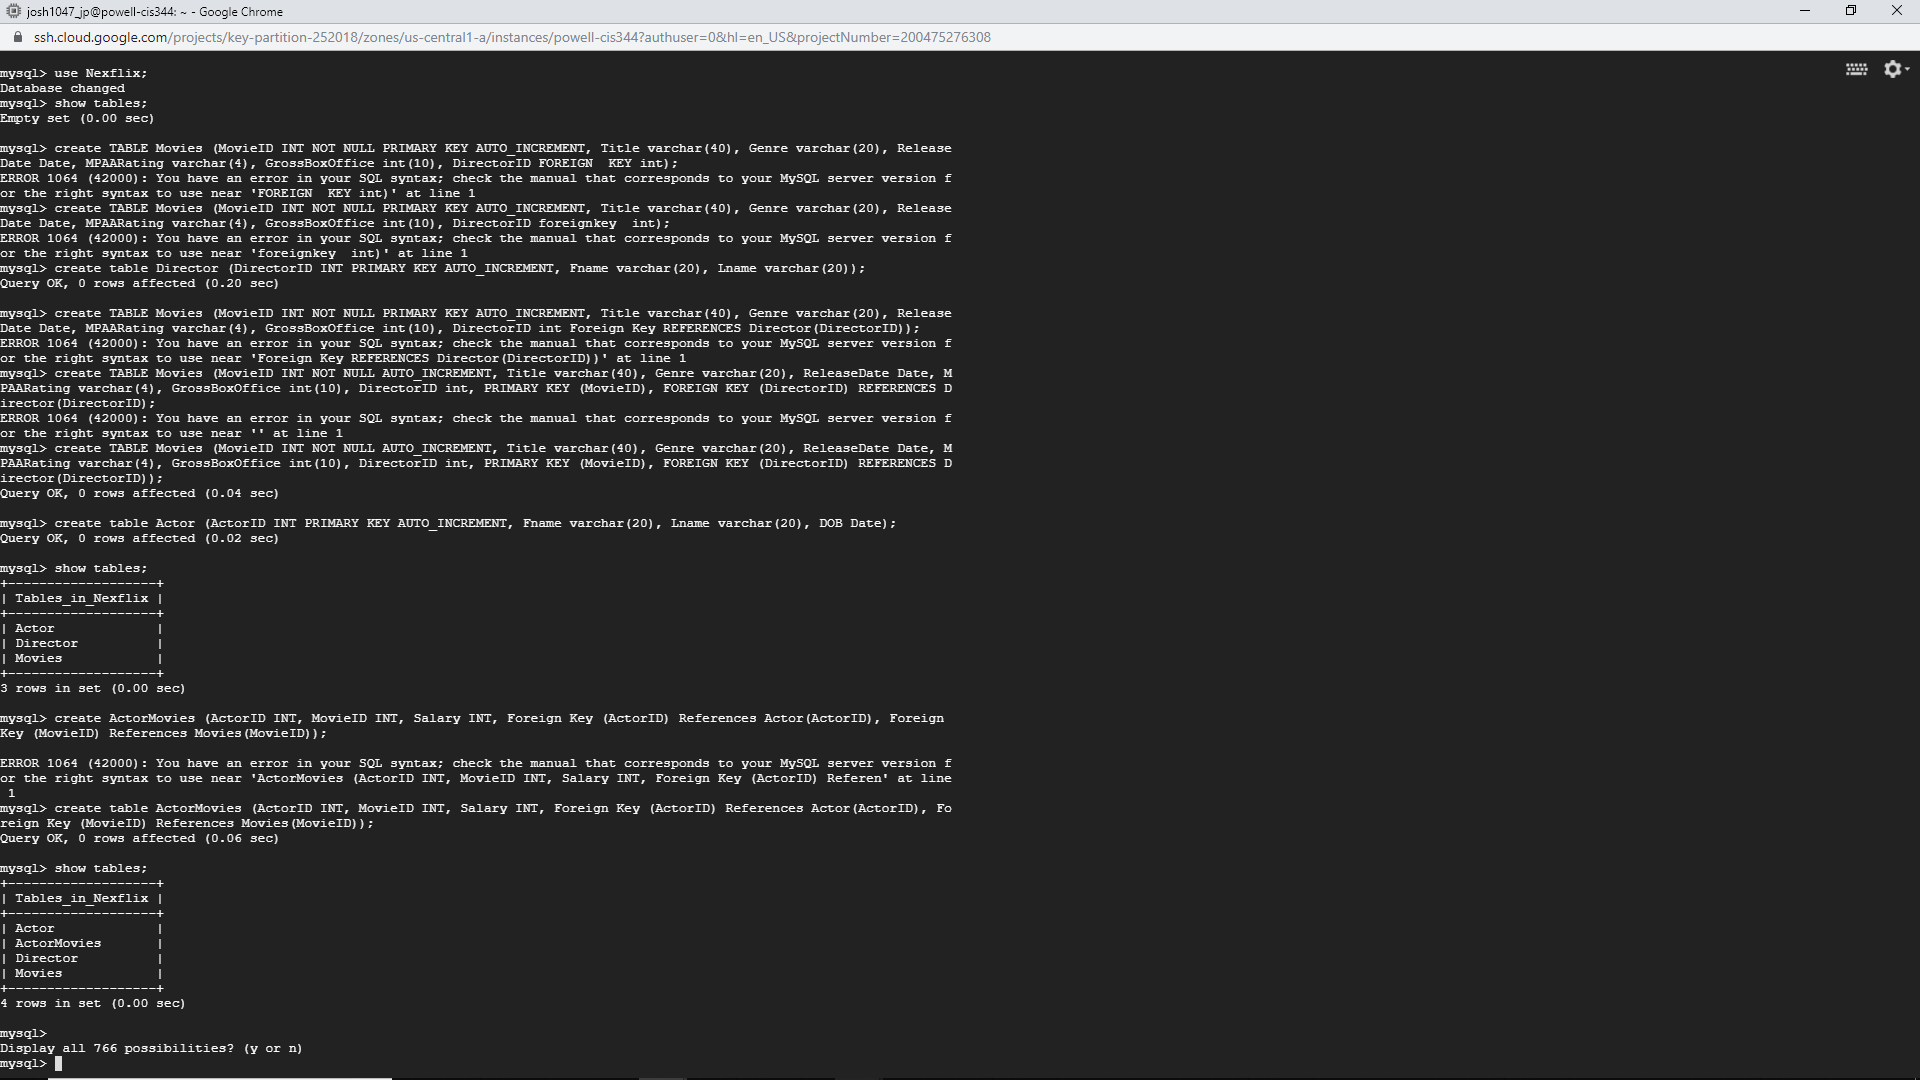 josh1047_jp@powell-cis344: ~ - Google Chrome
ssh.cloud.google.com/projects/key-partition-252018/zones/us-central1-a/instances/powell-cis344?authuser=0&hl=en_US&projectNumber=200475276308
mysql> use Nexflix;
Database changed
mysql> show tables;
Empty set (0.00 sec)
mysql> create TABLE Movies (MovieID INT NOT NULL PRIMARY KEY AUTO_INCREMENT, Title varchar(40), Genre varchar(20), Release
Date Date, MPAARating varchar(4), GrossBoxOffice int(10), DirectorID FOREIGN  KEY int);
ERROR 1064 (42000): You have an error in your SQL syntax; check the manual that corresponds to your MySQL server version f
or the right syntax to use near 'FOREIGN  KEY int)' at line 1
mysql> create TABLE Movies (MovieID INT NOT NULL PRIMARY KEY AUTO_INCREMENT, Title varchar(40), Genre varchar(20), Release
Date Date, MPAARating varchar(4), GrossBoxOffice int(10), DirectorID foreignkey  int);
ERROR 1064 (42000): You have an error in your SQL syntax; check the manual that corresponds to your MySQL server version f
or the right syntax to use near 'foreignkey  int)' at line 1
mysql> create table Director (DirectorID INT PRIMARY KEY AUTO_INCREMENT, Fname varchar(20), Lname varchar(20));
Query OK, 0 rows affected (0.20 sec)
mysql> create TABLE Movies (MovieID INT NOT NULL PRIMARY KEY AUTO_INCREMENT, Title varchar(40), Genre varchar(20), Release
Date Date, MPAARating varchar(4), GrossBoxOffice int(10), DirectorID int Foreign Key REFERENCES Director(DirectorID));
ERROR 1064 (42000): You have an error in your SQL syntax; check the manual that corresponds to your MySQL server version f
or the right syntax to use near 'Foreign Key REFERENCES Director(DirectorID))' at line 1
mysql> create TABLE Movies (MovieID INT NOT NULL AUTO_INCREMENT, Title varchar(40), Genre varchar(20), ReleaseDate Date, M
PAARating varchar(4), GrossBoxOffice int(10), DirectorID int, PRIMARY KEY (MovieID), FOREIGN KEY (DirectorID) REFERENCES D
irector(DirectorID);
ERROR 1064 (42000): You have an error in your SQL syntax; check the manual that corresponds to your MySQL server version f
or the right syntax to use near '' at line 1
mysql> create TABLE Movies (MovieID INT NOT NULL AUTO_INCREMENT, Title varchar(40), Genre varchar(20), ReleaseDate Date, M
PAARating varchar(4), GrossBoxOffice int(10), DirectorID int, PRIMARY KEY (MovieID), FOREIGN KEY (DirectorID) REFERENCES D
irector(DirectorID));
Query OK, 0 rows affected (0.04 sec)
mysql> create table Actor (ActorID INT PRIMARY KEY AUTO_INCREMENT, Fname varchar(20), Lname varchar(20), DOB Date);
Query OK, 0 rows affected (0.02 sec)
mysql> show tables;
+-------------------+
| Tables_in_Nexflix |
+-------------------+
| Actor             |
| Director          |
| Movies            |
+-------------------+
3 rows in set (0.00 sec)
mysql> create ActorMovies (ActorID INT, MovieID INT, Salary INT, Foreign Key (ActorID) References Actor(ActorID), Foreign
Key (MovieID) References Movies(MovieID));
ERROR 1064 (42000): You have an error in your SQL syntax; check the manual that corresponds to your MySQL server version f
or the right syntax to use near 'ActorMovies (ActorID INT, MovieID INT, Salary INT, Foreign Key (ActorID) Referen' at line
 1
mysql> create table ActorMovies (ActorID INT, MovieID INT, Salary INT, Foreign Key (ActorID) References Actor(ActorID), Fo
reign Key (MovieID) References Movies(MovieID));
Query OK, 0 rows affected (0.06 sec)
mysql> show tables;
+-------------------+
| Tables_in_Nexflix |
+-------------------+
| Actor             |
| ActorMovies       |
| Director          |
| Movies            |
+-------------------+
4 rows in set (0.00 sec)
mysql>
Display all 766 possibilities? (y or n)
mysql>